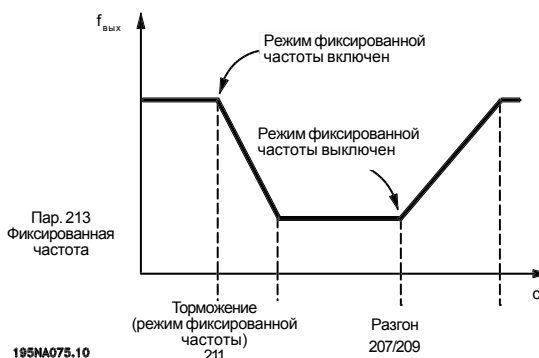 f вых
Режим фиксированной
частоты включен
Режим фиксированной
частоты выключен
Пар. 213
Фиксированная
частота
с
Торможение
(режим фиксированной
частоты)
211
Разгон
207/209
195NA075.10